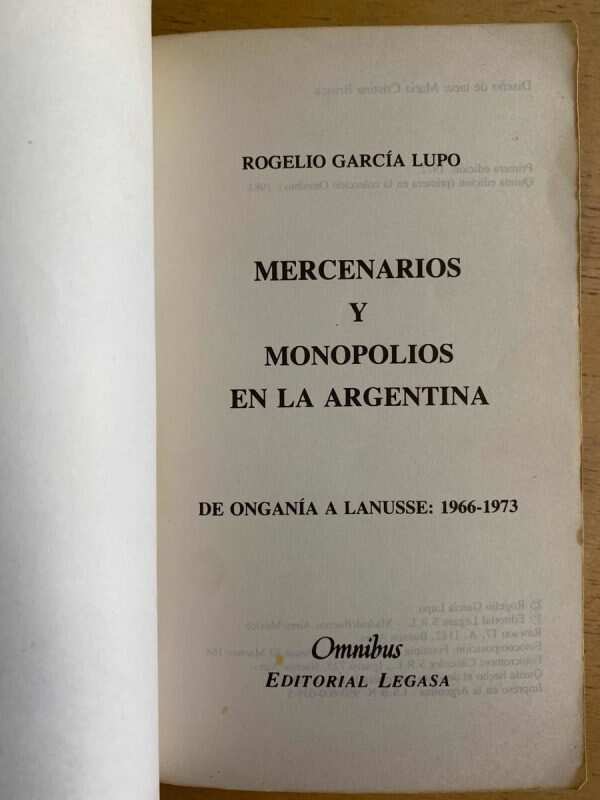 ROGELIO GARCÍA LUPO
MERCENARIOS
Y
MONOPOLIOS
EN LA ARGENTINA
DE ONGANÍA A LANUSSE: 1966-1973
Omnibus
EDITORIAL LEGASA